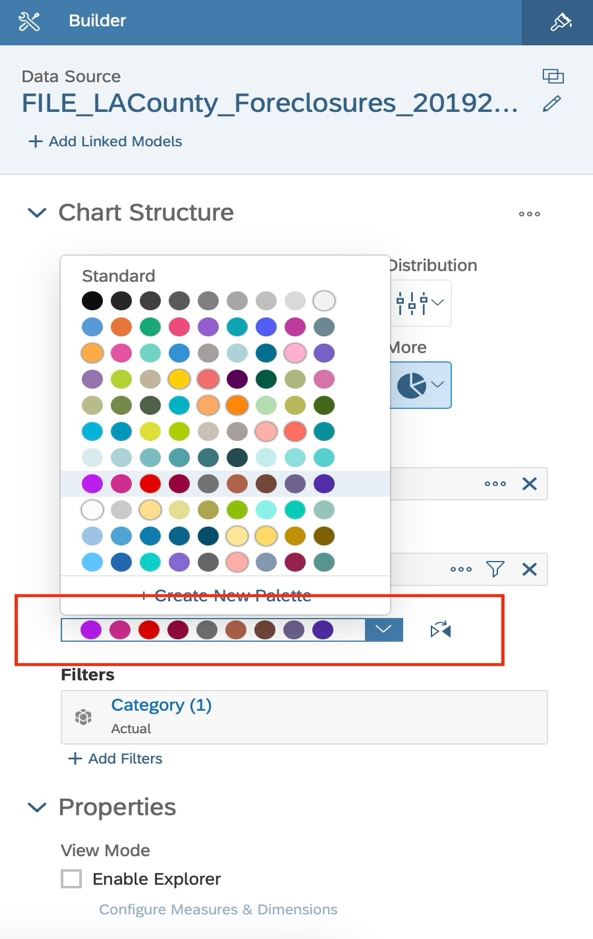 Builder
Data Source
FILE_LACounty_Foreclosures_20192...
+ Add Linked Models
Chart Structure
Distribution
More
Standard
+ Create New Palette
Filters
Category (1)
Actual
+ Add Filters
Properties
View Mode
Enable Explorer
Configure Measures & Dimensions